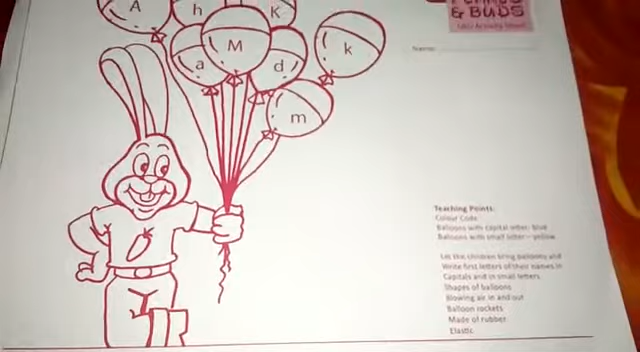 A
h
K
& BUDS
a
M
d
k
m
Name:
Teaching Points:
Colour Code
Balloons with capital letter- blue
Balloons with small letter - yellow
Let the children bring balloons and
Write first letters of their names in
Capitals and in small letters.
Shapes of balloons
Blowing air in and out
Balloon rockets
Made of rubber
Elastic